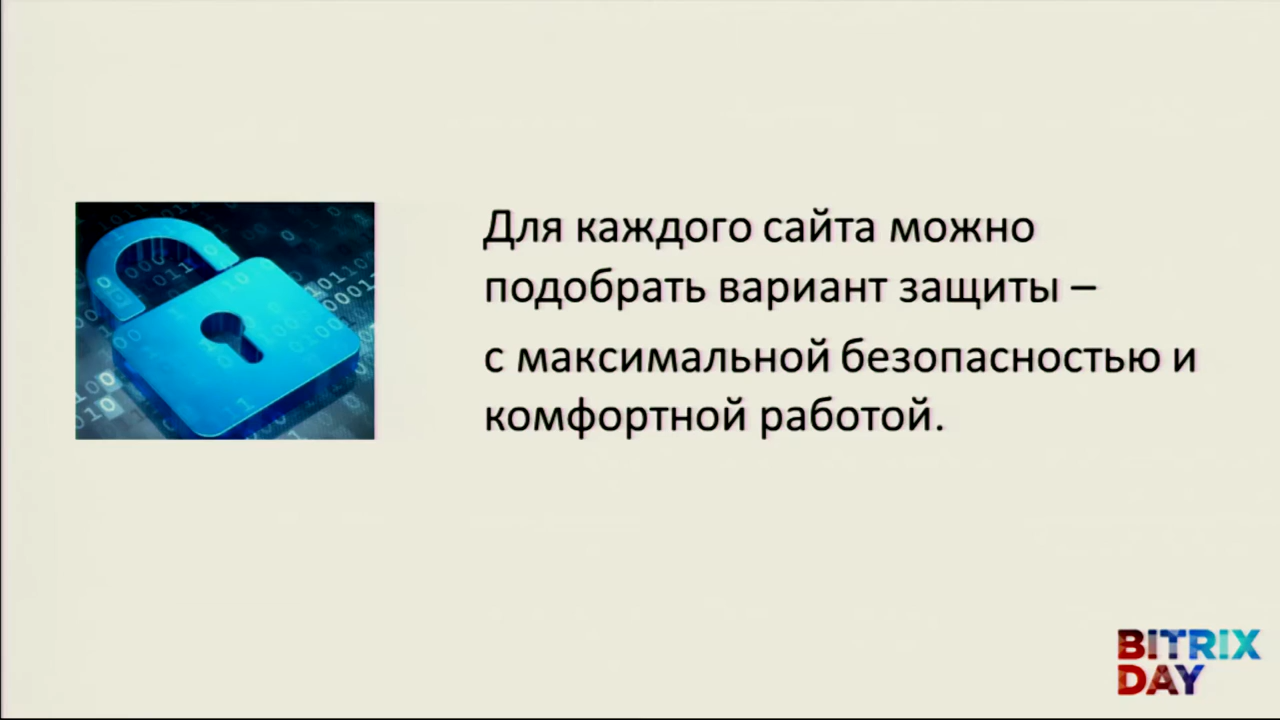 Для каждого сайта можно
подобрать вариант защиты –
с максимальной безопасностью и
комфортной работой.
BITRIX
DAY